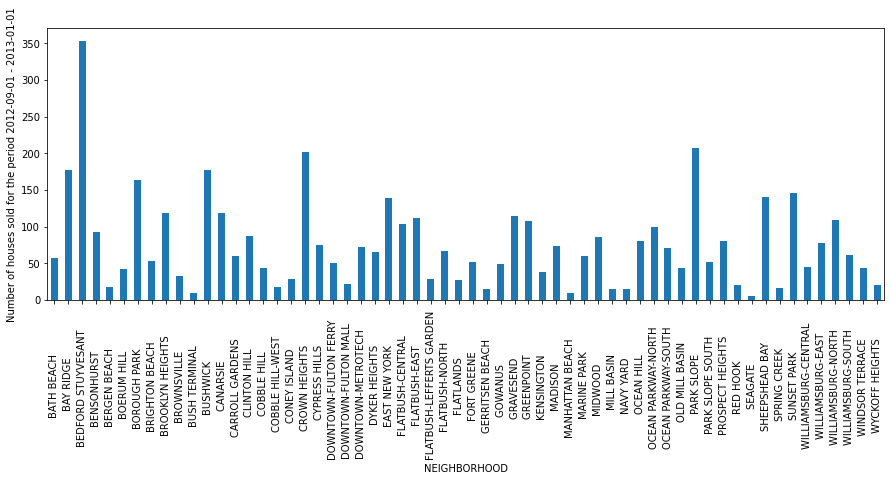 Number of houses sold for the period 2012-09-01 - 2013-01-01
350
300
250
200
150
100
50
0
BATH BEACH
BAY RIDGE
BEDFORD STUYVESANT
BENSONHURST
BERGEN BEACH
BOERUM HILL
BOROUGH PARK
BRIGHTON BEACH
BROOKLYN HEIGHTS
BROWNSVILLE
BUSH TERMINAL
BUSHWICK
CANARSIE
CARROLL GARDENS
CLINTON HILL
COBBLE HILL
COBBLE HILL-WEST
CONEY ISLAND
CROWN HEIGHTS
CYPRESS HILLS
DOWNTOWN-FULTON FERRY
DOWNTOWN-FULTON MALL
DOWNTOWN-METROTECH
DYKER HEIGHTS
EAST NEW YORK
FLATBUSH-CENTRAL
FLATBUSH-EAST
FLATBUSH-LEFFERTS GARDEN
FLATBUSH-NORTH
FLATLANDS
FORT GREENE
GERRITSEN BEACH
GOWANUS
GRAVESEND
GREENPOINT
KENSINGTON
MADISON
MANHATTAN BEACH
MARINE PARK
MIDWOOD
MILL BASIN
NAVY YARD
OCEAN HILL
OCEAN PARKWAY-NORTH
OCEAN PARKWAY-SOUTH
OLD MILL BASIN
PARK SLOPE
PARK SLOPE SOUTH
PROSPECT HEIGHTS
RED HOOK
SEAGATE
SHEEPSHEAD BAY
SPRING CREEK
SUNSET PARK
WILLIAMSBURG-CENTRAL
WILLIAMSBURG-EAST
WILLIAMSBURG-NORTH
WILLIAMSBURG-SOUTH
WINDSOR TERRACE
WYCKOFF HEIGHTS
NEIGHBORHOOD